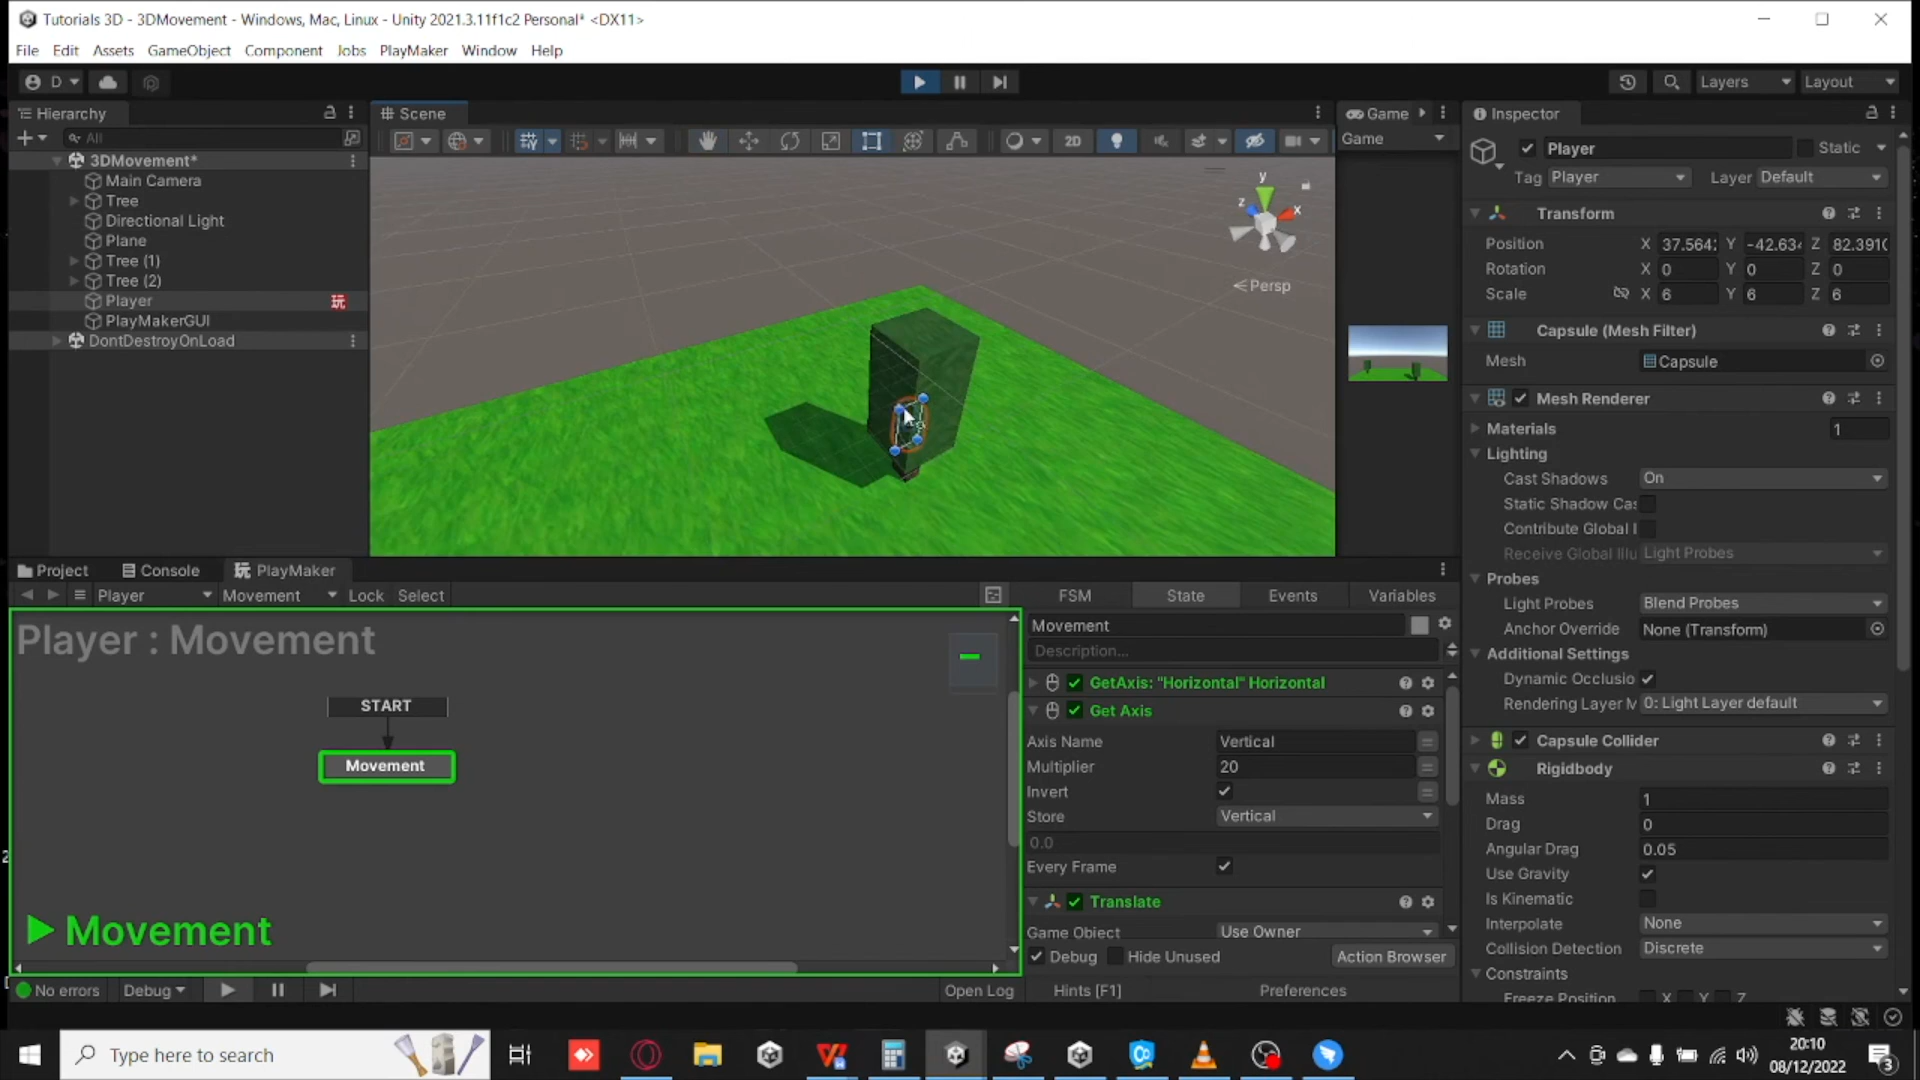 Tutorials 3D - 3DMovement - Windows, Mac, Linux - Unity 2021.3.11f1c2 Personal* <DX11>
File Edit Assets GameObject Component Jobs PlayMaker Window Help
D Layers Layout
Hierarchy
All
3DMovement*
Main Camera
Tree
Directional Light
Plane
Tree (1)
Tree (2)
Player 玩
PlayMakerGUI
DontDestroyOnLoad
Scene
2D
y
z x
Persp
Game
Game
Inspector
Player Static
Tag Player Layer Default
Transform
Position X 37.564 Y -42.634 Z 82.3910
Rotation X 0 Y 0 Z 0
Scale X 6 Y 6 Z 6
Capsule (Mesh Filter)
Mesh Capsule
Mesh Renderer
Materials 1
Lighting
Cast Shadows On
Static Shadow Cas
Contribute Global I
Receive Global Illu Light Probes
Probes
Light Probes Blend Probes
Anchor Override None (Transform)
Additional Settings
Dynamic Occlusio
Rendering Layer M 0: Light Layer default
Capsule Collider
Rigidbody
Mass 1
Drag 0
Angular Drag 0.05
Use Gravity
Is Kinematic
Interpolate None
Collision Detection Discrete
Constraints
Freeze Position X Y Z
Project Console 玩 PlayMaker
Player Movement Lock Select
Player : Movement
START
Movement
Movement
FSM State Events Variables
Movement
Description...
GetAxis: "Horizontal" Horizontal
Get Axis
Axis Name Vertical
Multiplier 20
Invert
Store Vertical
0.0
Every Frame
Translate
Game Object Use Owner
Debug Hide Unused Action Browser
No errors Debug Open Log Hints [F1] Preferences
Type here to search
20:10
08/12/2022
3